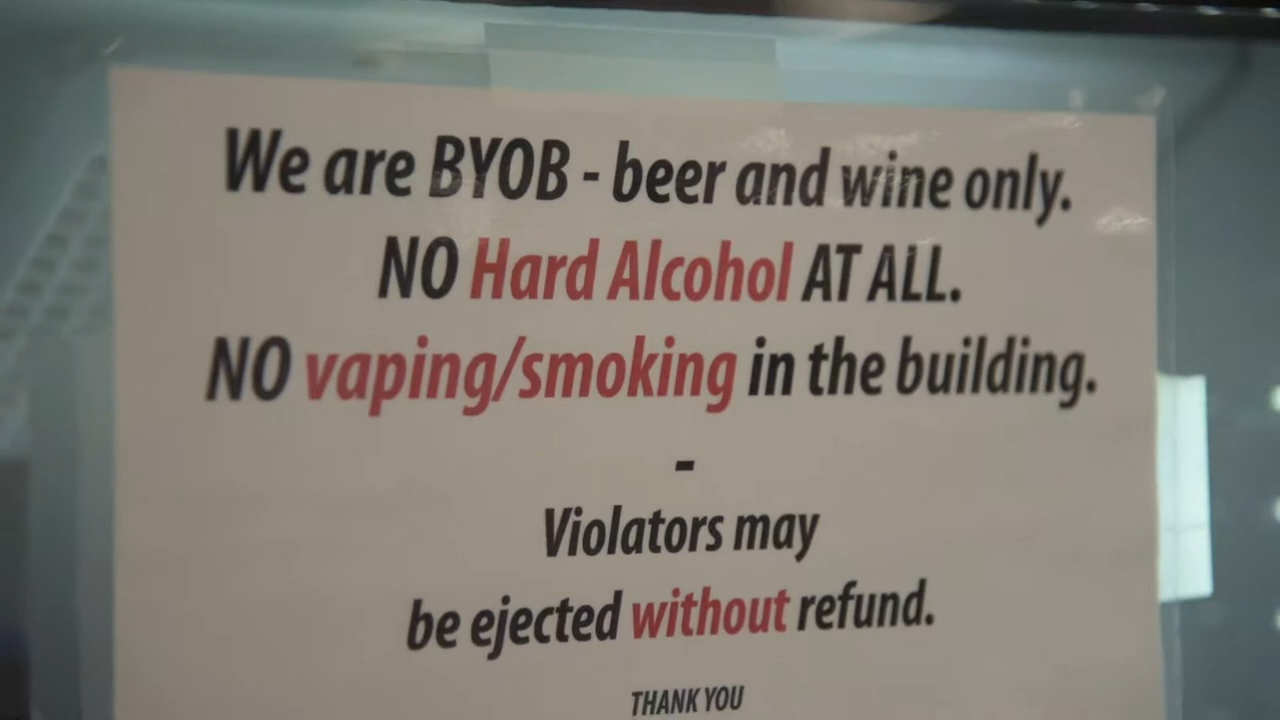 We are BYOB - beer and wine only.
NO Hard Alcohol AT ALL.
NO vaping/smoking in the building.
-
Violators may
be ejected without refund.
THANK YOU